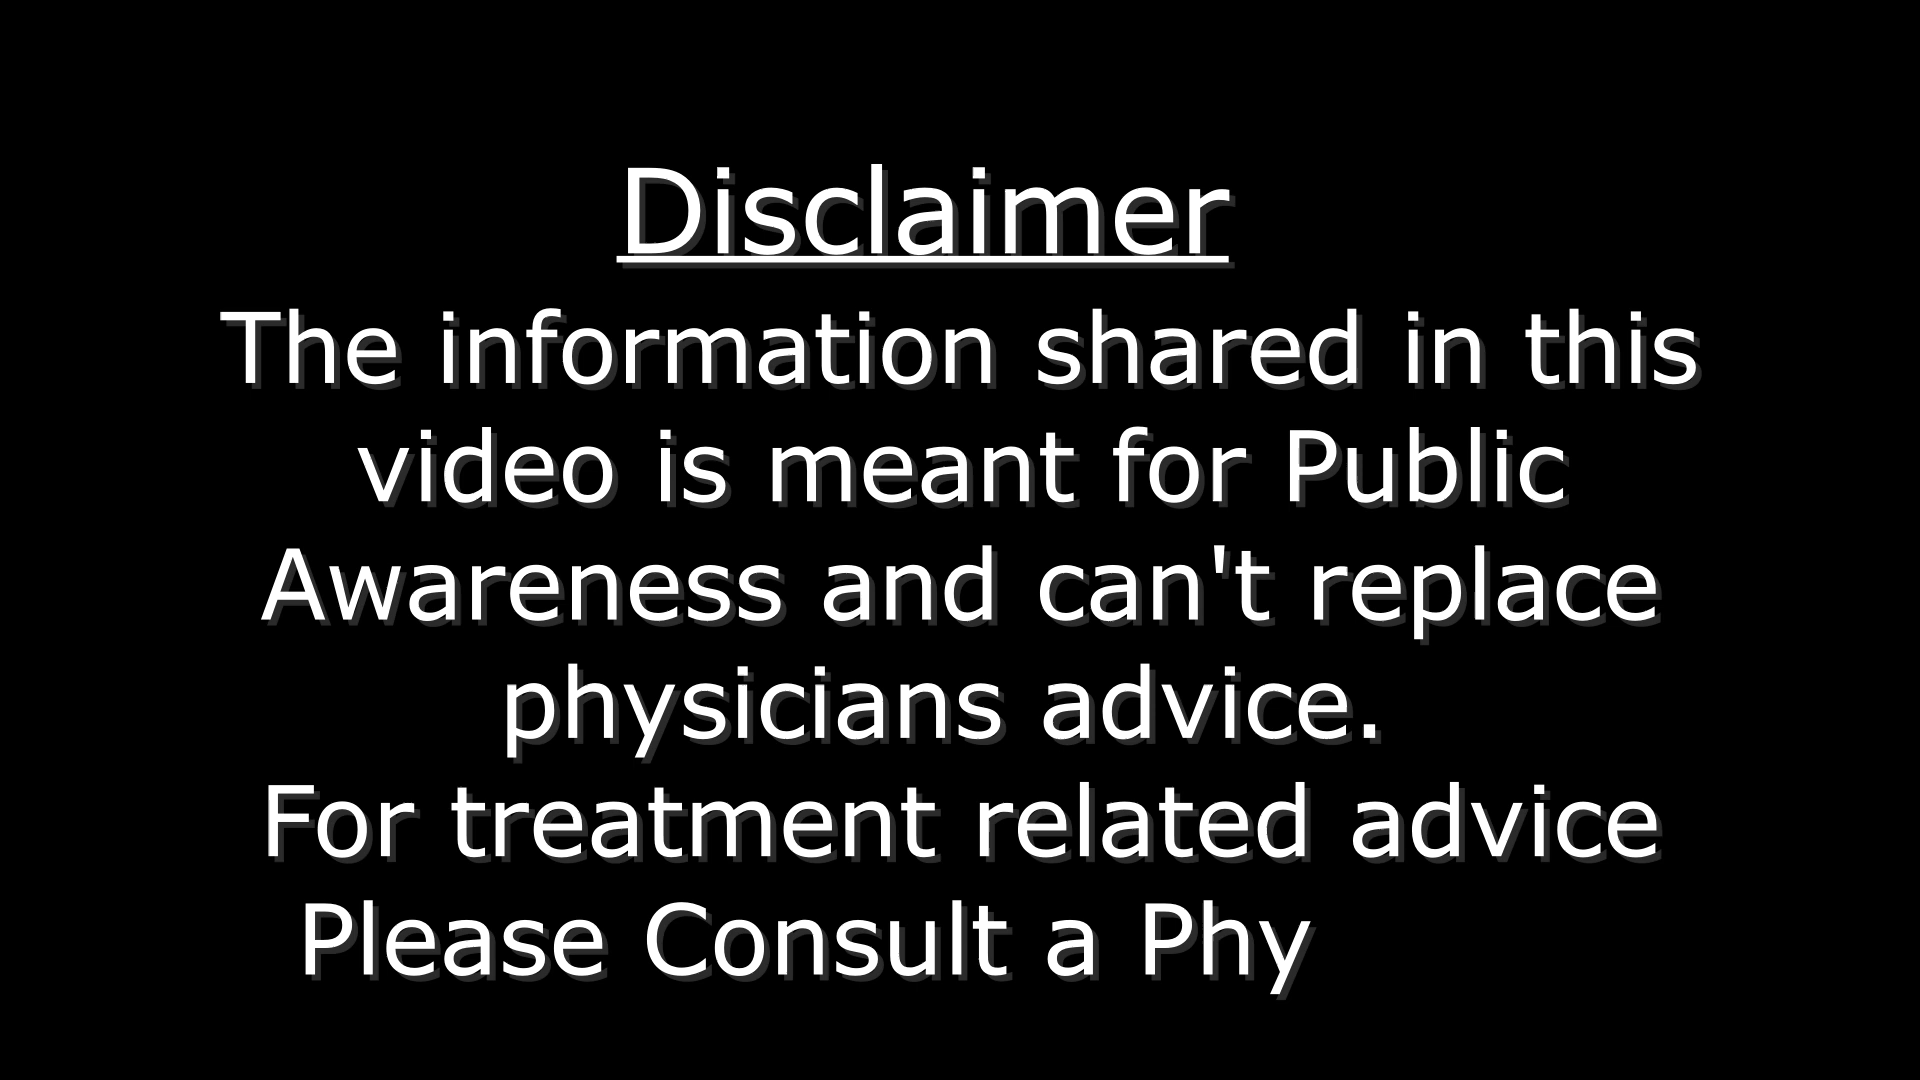 Disclaimer
The information shared in this
video is meant for Public
Awareness and can't replace
physicians advice.
For treatment related advice
Please Consult a Phy